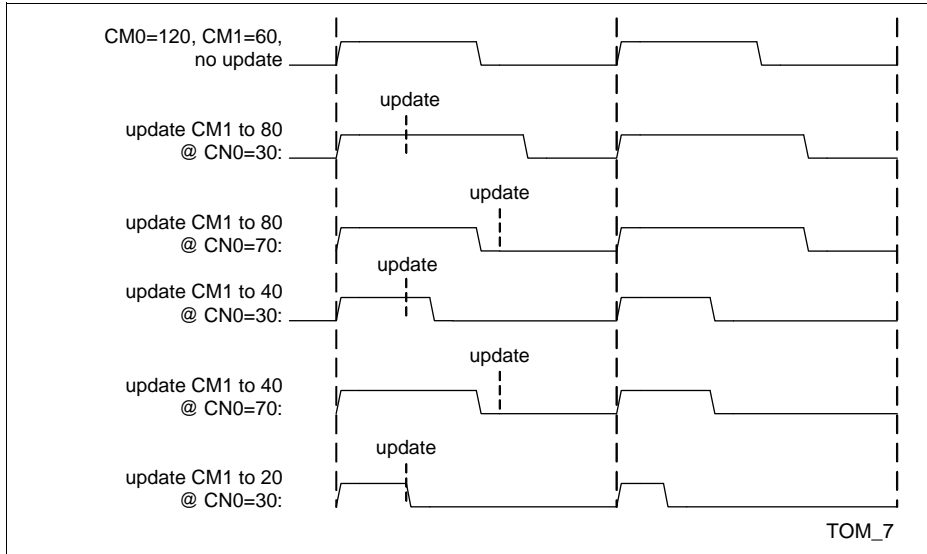 CM0=120, CM1=60,
no update
update
update CM1 to 80
@ CN0=30:
update
update CM1 to 80
@ CN0=70:
update
update CM1 to 40
@ CN0=30:
update
update CM1 to 40
@ CN0=70:
update
update CM1 to 20
@ CN0=30:
TOM_7